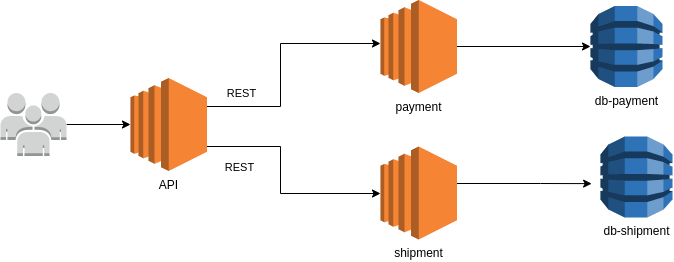 REST
payment
db-payment
API
REST
shipment
db-shipment